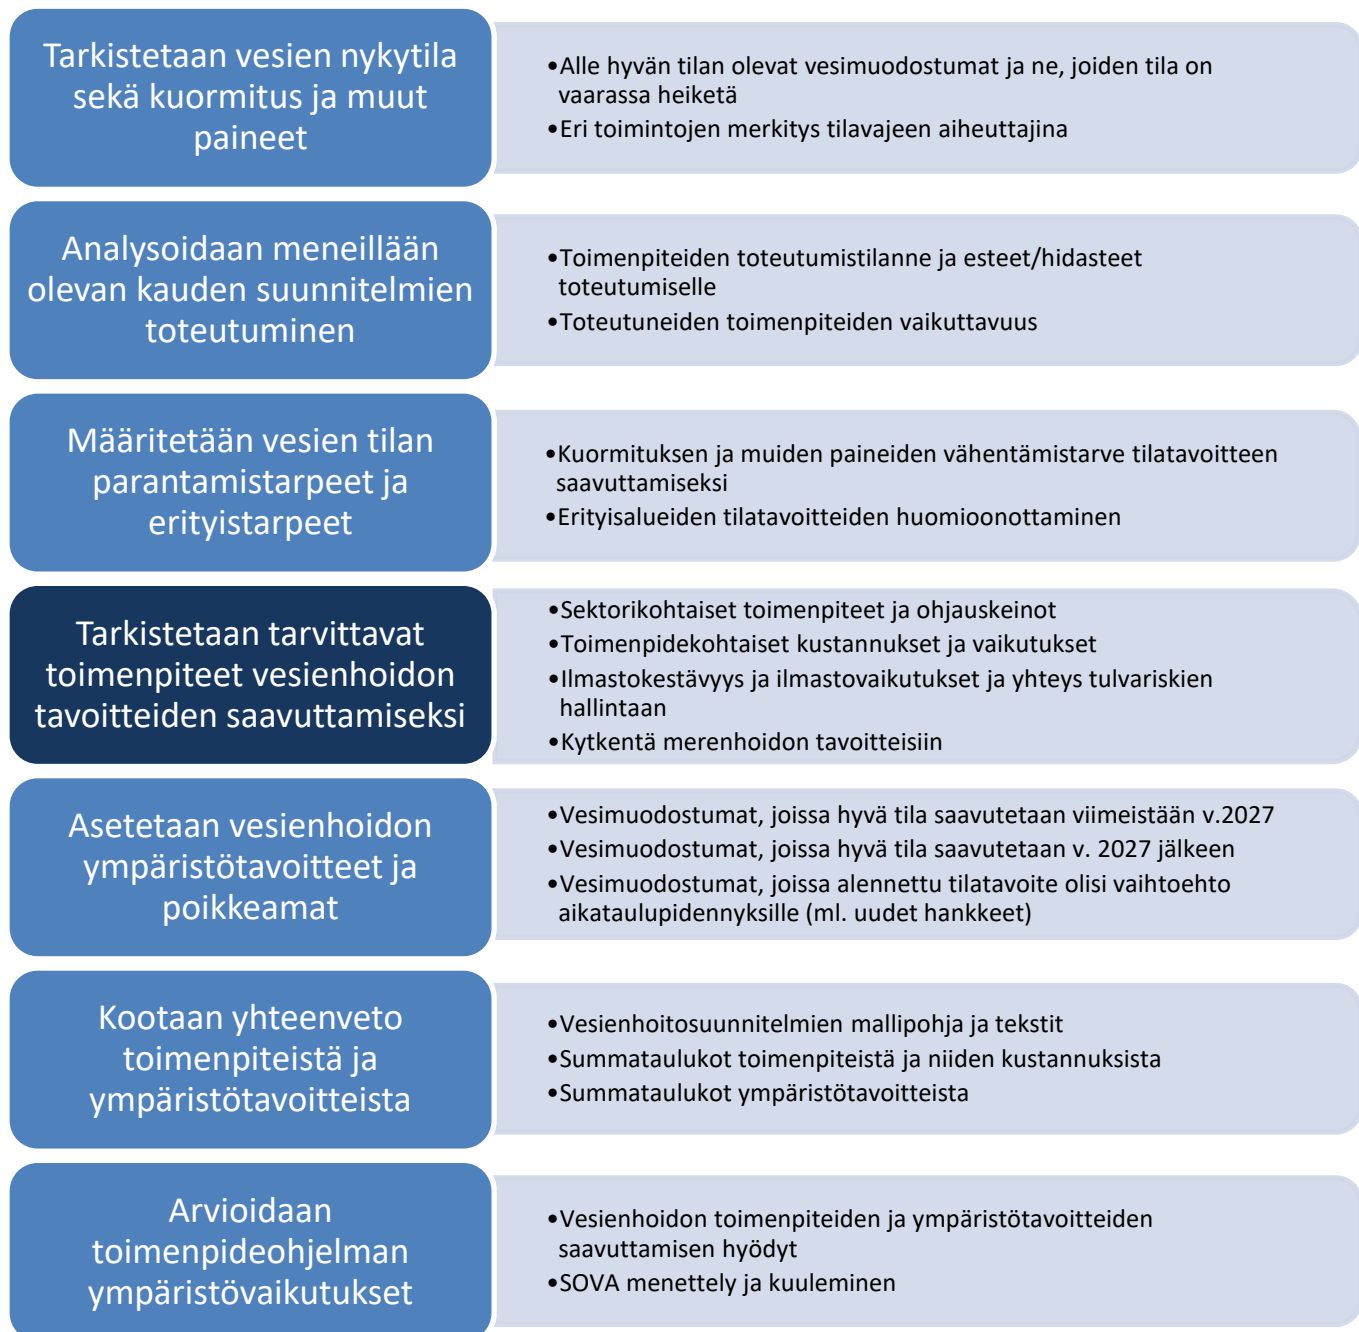 Tarkistetaan vesien nykytila
sekä kuormitus ja muut
paineet
•Alle hyvän tilan olevat vesimuodostumat ja ne, joiden tila on
vaarassa heiketä
•Eri toimintojen merkitys tilavajeen aiheuttajina
Analysoidaan meneillään
olevan kauden suunnitelmien
toteutuminen
•Toimenpiteiden toteutumistilanne ja esteet/hidasteet
toteutumiselle
•Toteutuneiden toimenpiteiden vaikuttavuus
Määritetään vesien tilan
parantamistarpeet ja
erityistarpeet
•Kuormituksen ja muiden paineiden vähentämistarve tilatavoitteen
saavuttamiseksi
•Erityisalueiden tilatavoitteiden huomioonottaminen
Tarkistetaan tarvittavat
toimenpiteet vesienhoidon
tavoitteiden saavuttamiseksi
•Sektorikohtaiset toimenpiteet ja ohjauskeinot
•Toimenpidekohtaiset kustannukset ja vaikutukset
•Ilmastokestävyys ja ilmastovaikutukset ja yhteys tulvariskien
hallintaan
•Kytkentä merenhoidon tavoitteisiin
Asetetaan vesienhoidon
ympäristötavoitteet ja
poikkeamat
•Vesimuodostumat, joissa hyvä tila saavutetaan viimeistään v.2027
•Vesimuodostumat, joissa hyvä tila saavutetaan v. 2027 jälkeen
•Vesimuodostumat, joissa alennettu tilatavoite olisi vaihtoehto
aikataulupidennyksille (ml. uudet hankkeet)
Kootaan yhteenveto
toimenpiteistä ja
ympäristötavoitteista
•Vesienhoitosuunnitelmien mallipohja ja tekstit
•Summataulukot toimenpiteistä ja niiden kustannuksista
•Summataulukot ympäristötavoitteista
Arvioidaan
toimenpideohjelman
ympäristövaikutukset
•Vesienhoidon toimenpiteiden ja ympäristötavoitteiden
saavuttamisen hyödyt
•SOVA menettely ja kuuleminen